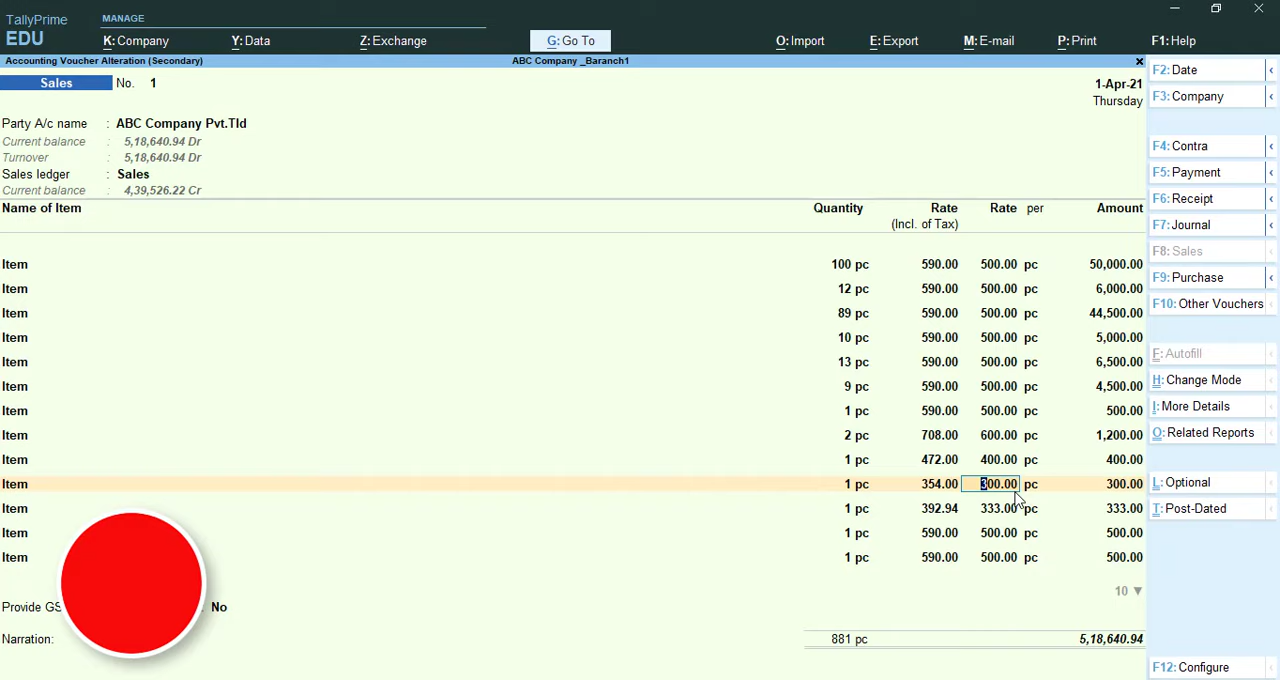 TallyPrime
EDU
MANAGE
K: Company Y: Data Z: Exchange G: Go To O: Import E: Export M: E-mail P: Print F1: Help
Accounting Voucher Alteration (Secondary) ABC Company _Baranch1
Sales No. 1 1-Apr-21
Thursday
Party A/c name : ABC Company Pvt.Tld
Current balance : 5,18,640.94 Dr
Turnover : 5,18,640.94 Dr
Sales ledger : Sales
Current balance : 4,39,526.22 Cr
Name of Item Quantity Rate Rate per Amount
(Incl. of Tax)
Item 100 pc 590.00 500.00 pc 50,000.00
Item 12 pc 590.00 500.00 pc 6,000.00
Item 89 pc 590.00 500.00 pc 44,500.00
Item 10 pc 590.00 500.00 pc 5,000.00
Item 13 pc 590.00 500.00 pc 6,500.00
Item 9 pc 590.00 500.00 pc 4,500.00
Item 1 pc 590.00 500.00 pc 500.00
Item 2 pc 708.00 600.00 pc 1,200.00
Item 1 pc 472.00 400.00 pc 400.00
Item 1 pc 354.00 300.00 pc 300.00
Item 1 pc 392.94 333.00 pc 333.00
Item 1 pc 590.00 500.00 pc 500.00
Item 1 pc 590.00 500.00 pc 500.00
10 ▼
Provide : No
Narration: 881 pc 5,18,640.94
F2: Date
F3: Company
F4: Contra
F5: Payment
F6: Receipt
F7: Journal
F8: Sales
F9: Purchase
F10: Other Vouchers
F: Autofill
H: Change Mode
I: More Details
O: Related Reports
L: Optional
T: Post-Dated
F12: Configure